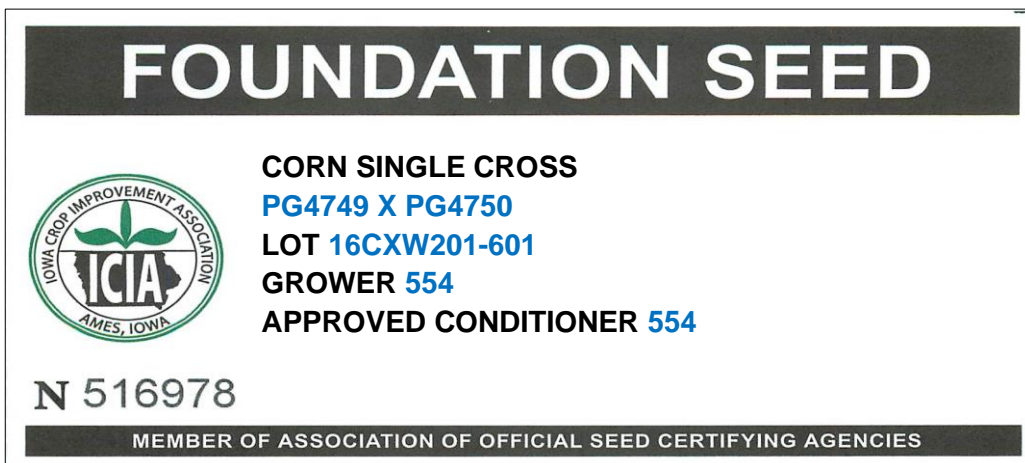 FOUNDATION SEED
IOWA CROP IMPROVEMENT ASSOCIATION
ICIA
AMES, IOWA
CORN SINGLE CROSS
PG4749 X PG4750
LOT 16CXW201-601
GROWER 554
APPROVED CONDITIONER 554
N 516978
MEMBER OF ASSOCIATION OF OFFICIAL SEED CERTIFYING AGENCIES